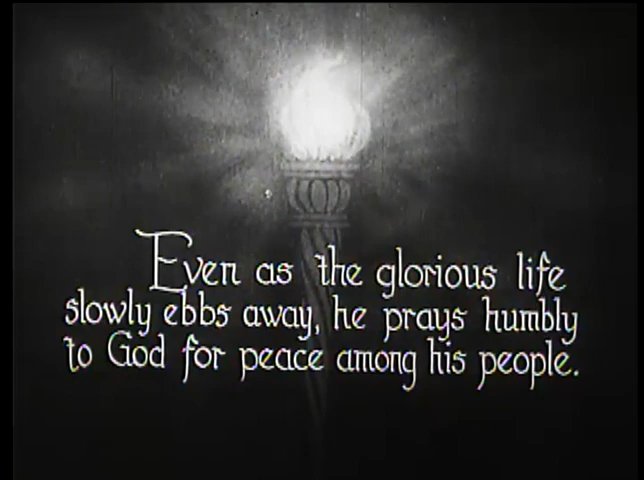 Even as the glorious life
slowly ebbs away, he prays humbly
to God for peace among his people.